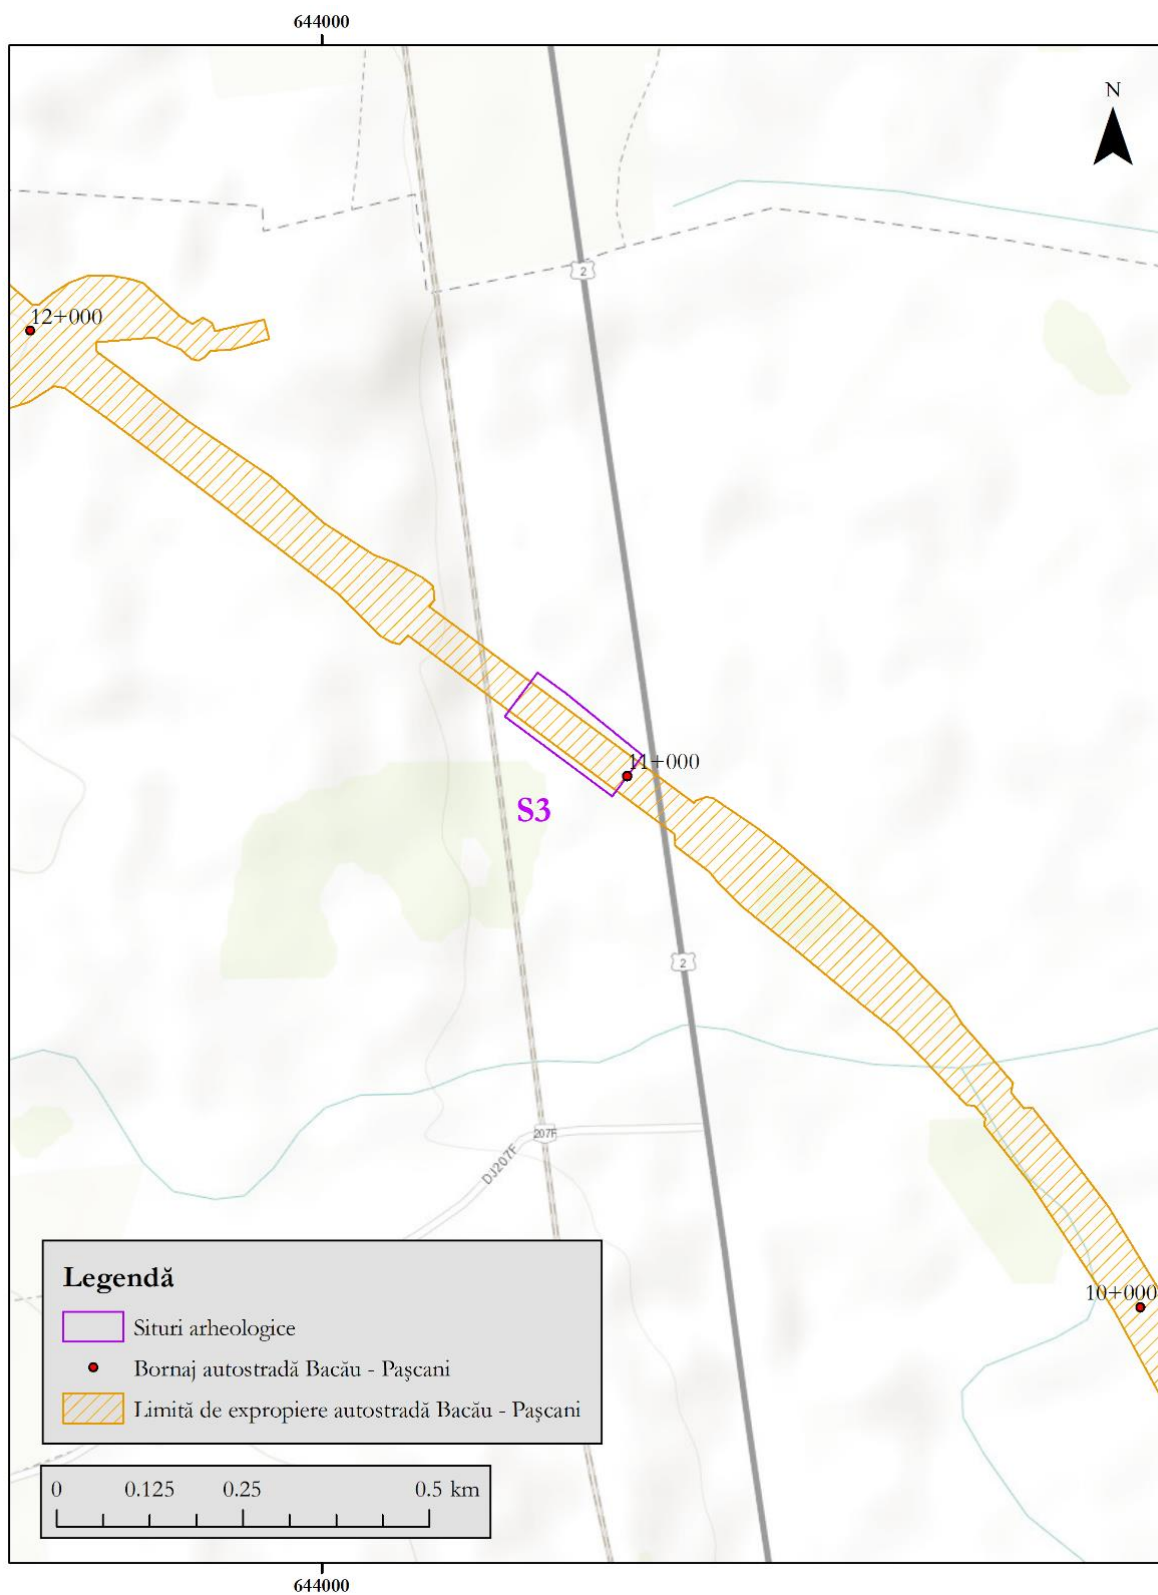 644000
N
2
12+000
11+000
S3
2
207F
DJ207F
10+000
Legendă
Situri arheologice
Bornaj autostradă Bacău - Pașcani
Limită de expropiere autostradă Bacău - Pașcani
0 0.125 0.25 0.5 km
644000